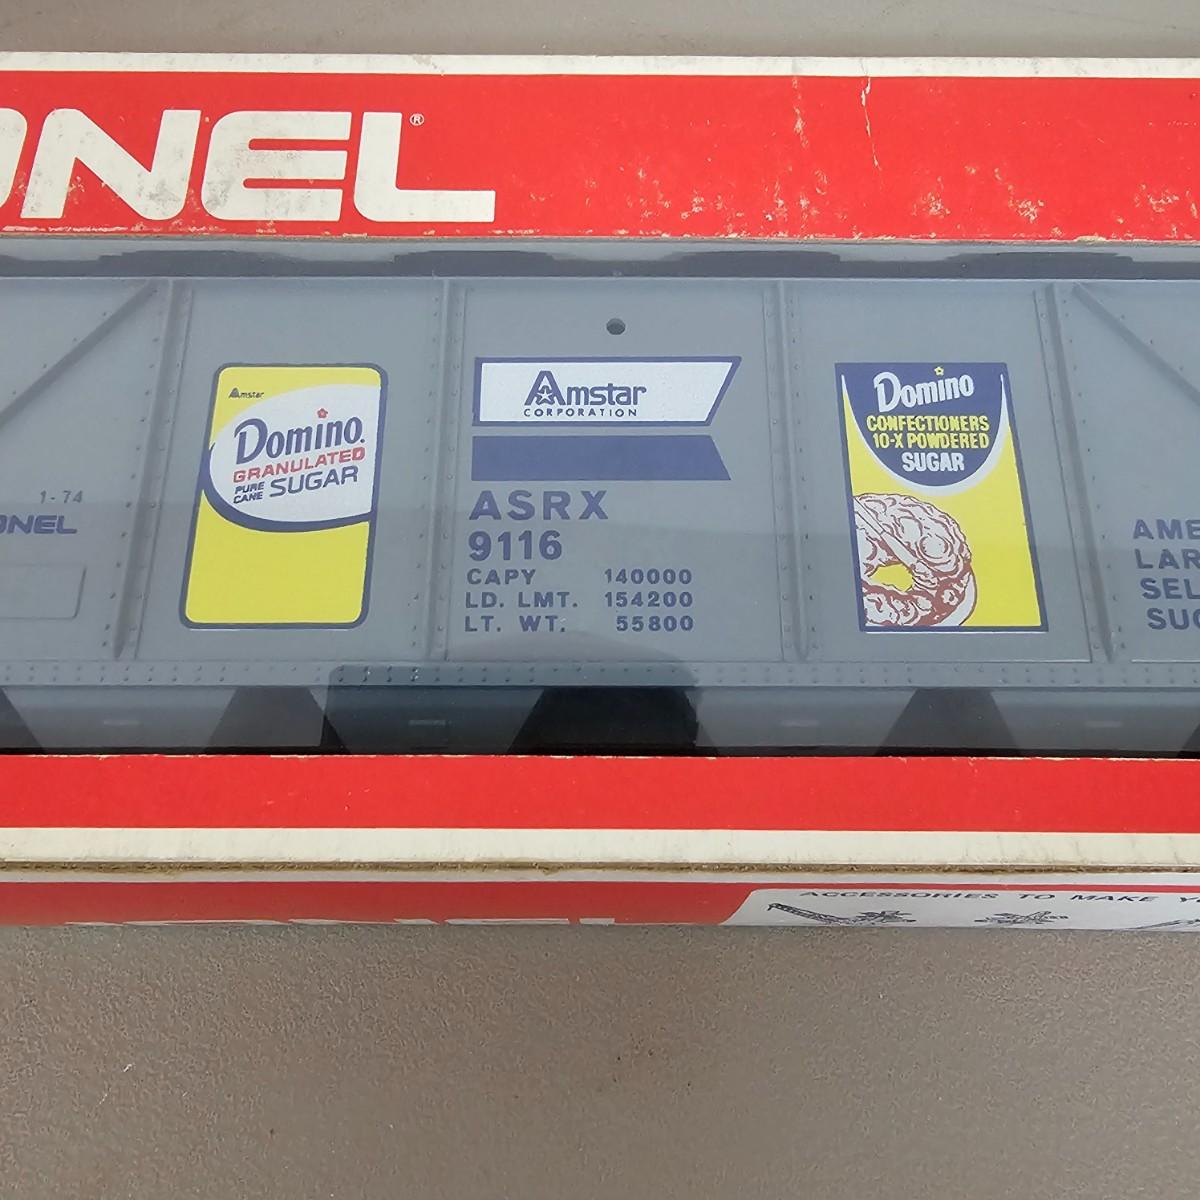 ONEL®
1-74
ONEL
Amstar
Domino.
GRANULATED
PURE CANE SUGAR
Amstar
CORPORATION
ASRX
9116
CAPY 140000
LD. LMT. 154200
LT. WT. 55800
Domino
CONFECTIONERS
10-X POWDERED
SUGAR
AME
LAR
SEL
SUG
ACCESSORIES TO MAKE Y